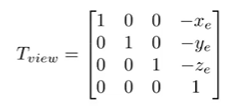 T_view = [1 0 0 -x_e
0 1 0 -y_e
0 0 1 -z_e
0 0 0 1]